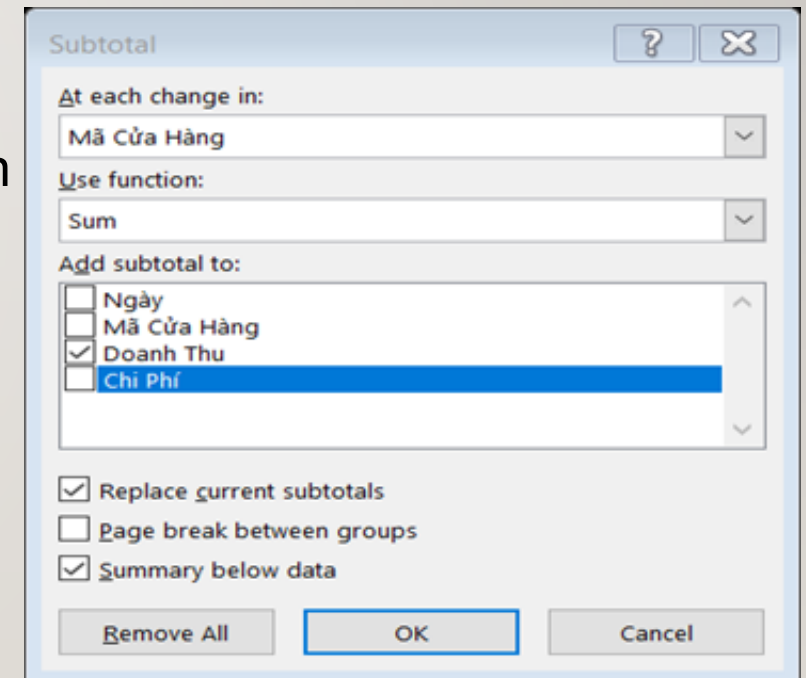 Subtotal
At each change in:
Mã Cửa Hàng
n
Use function:
Sum
Add subtotal to:
Ngày
Mã Cửa Hàng
Doanh Thu
Chi Phí
Replace current subtotals
Page break between groups
Summary below data
Remove All OK Cancel